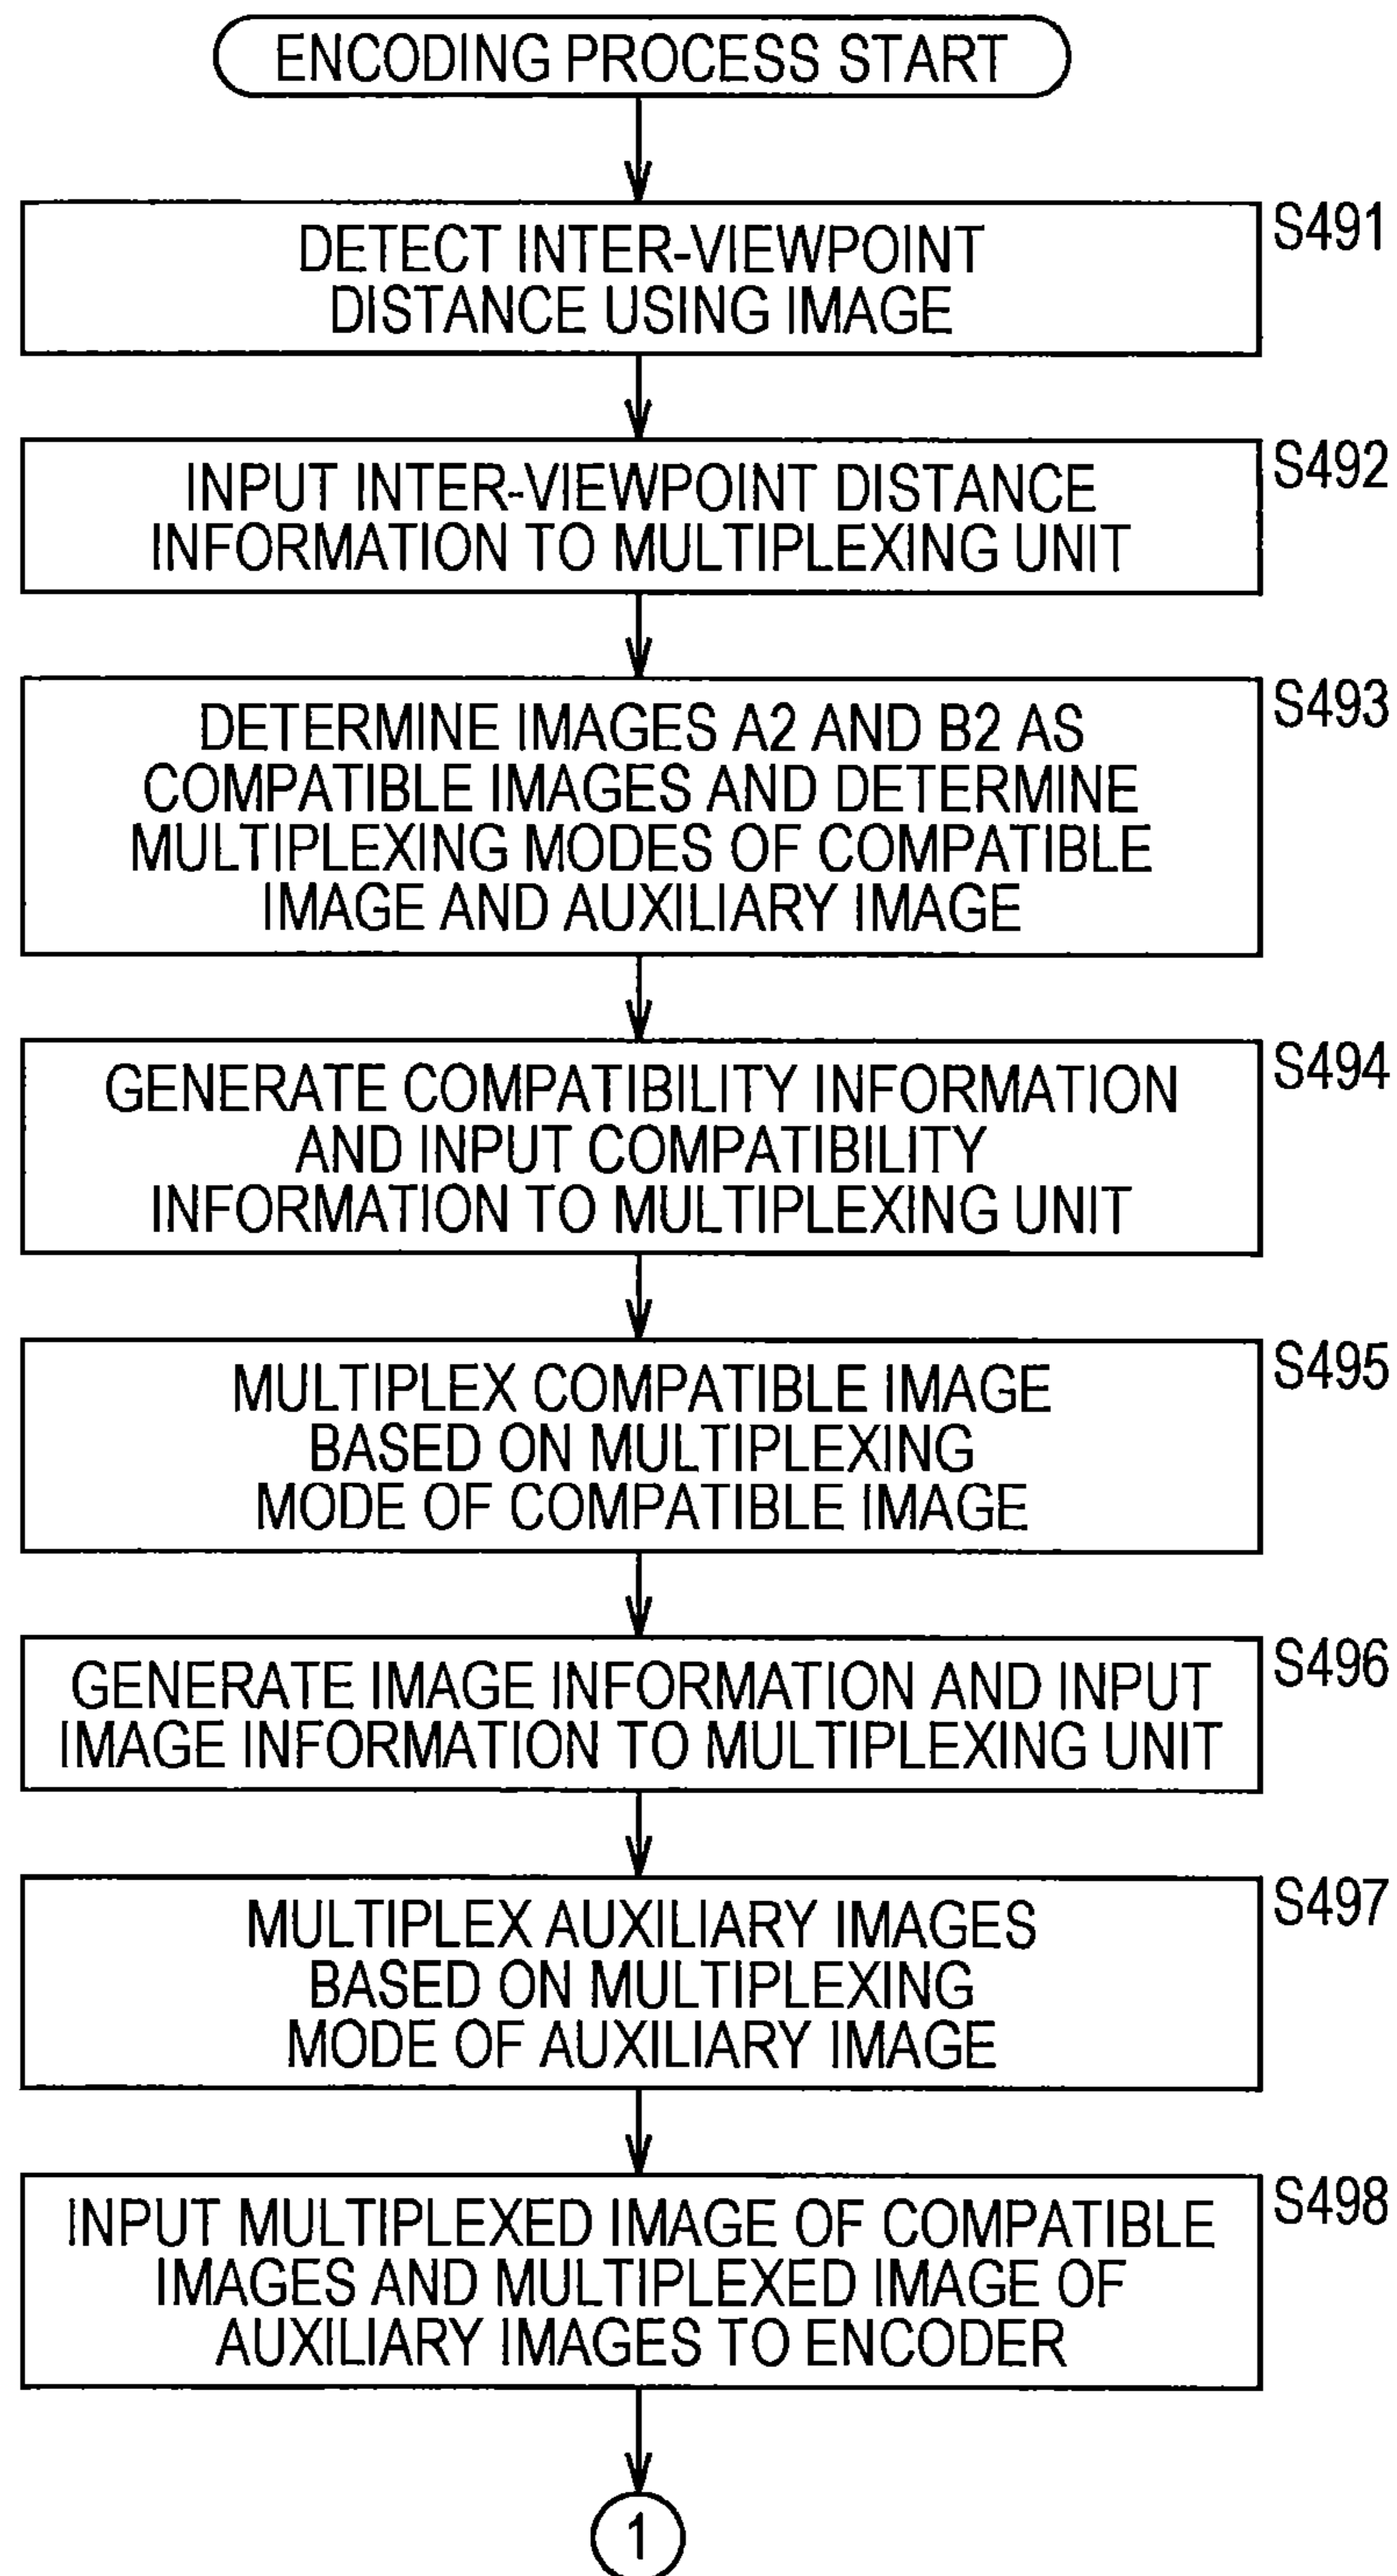 ENCODING PROCESS START
S491
DETECT INTER-VIEWPOINT
DISTANCE USING IMAGE
S492
INPUT INTER-VIEWPOINT DISTANCE
INFORMATION TO MULTIPLEXING UNIT
S493
DETERMINE IMAGES A2 AND B2 AS
COMPATIBLE IMAGES AND DETERMINE
MULTIPLEXING MODES OF COMPATIBLE
IMAGE AND AUXILIARY IMAGE
S494
GENERATE COMPATIBILITY INFORMATION
AND INPUT COMPATIBILITY
INFORMATION TO MULTIPLEXING UNIT
S495
MULTIPLEX COMPATIBLE IMAGE
BASED ON MULTIPLEXING
MODE OF COMPATIBLE IMAGE
S496
GENERATE IMAGE INFORMATION AND INPUT
IMAGE INFORMATION TO MULTIPLEXING UNIT
S497
MULTIPLEX AUXILIARY IMAGES
BASED ON MULTIPLEXING
MODE OF AUXILIARY IMAGE
S498
INPUT MULTIPLEXED IMAGE OF COMPATIBLE
IMAGES AND MULTIPLEXED IMAGE OF
AUXILIARY IMAGES TO ENCODER
1